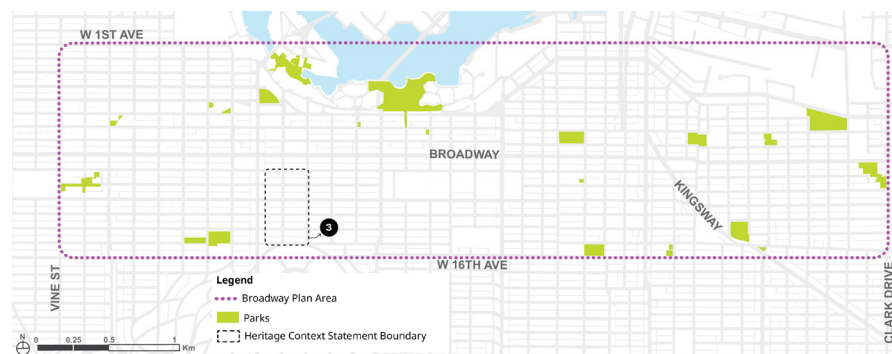 W 1ST AVE
BROADWAY
KINGSWAY
3
W 16TH AVE
VINE ST
CLARK DRIVE
Legend
Broadway Plan Area
Parks
Heritage Context Statement Boundary
N
0 0.25 0.5 1
Km